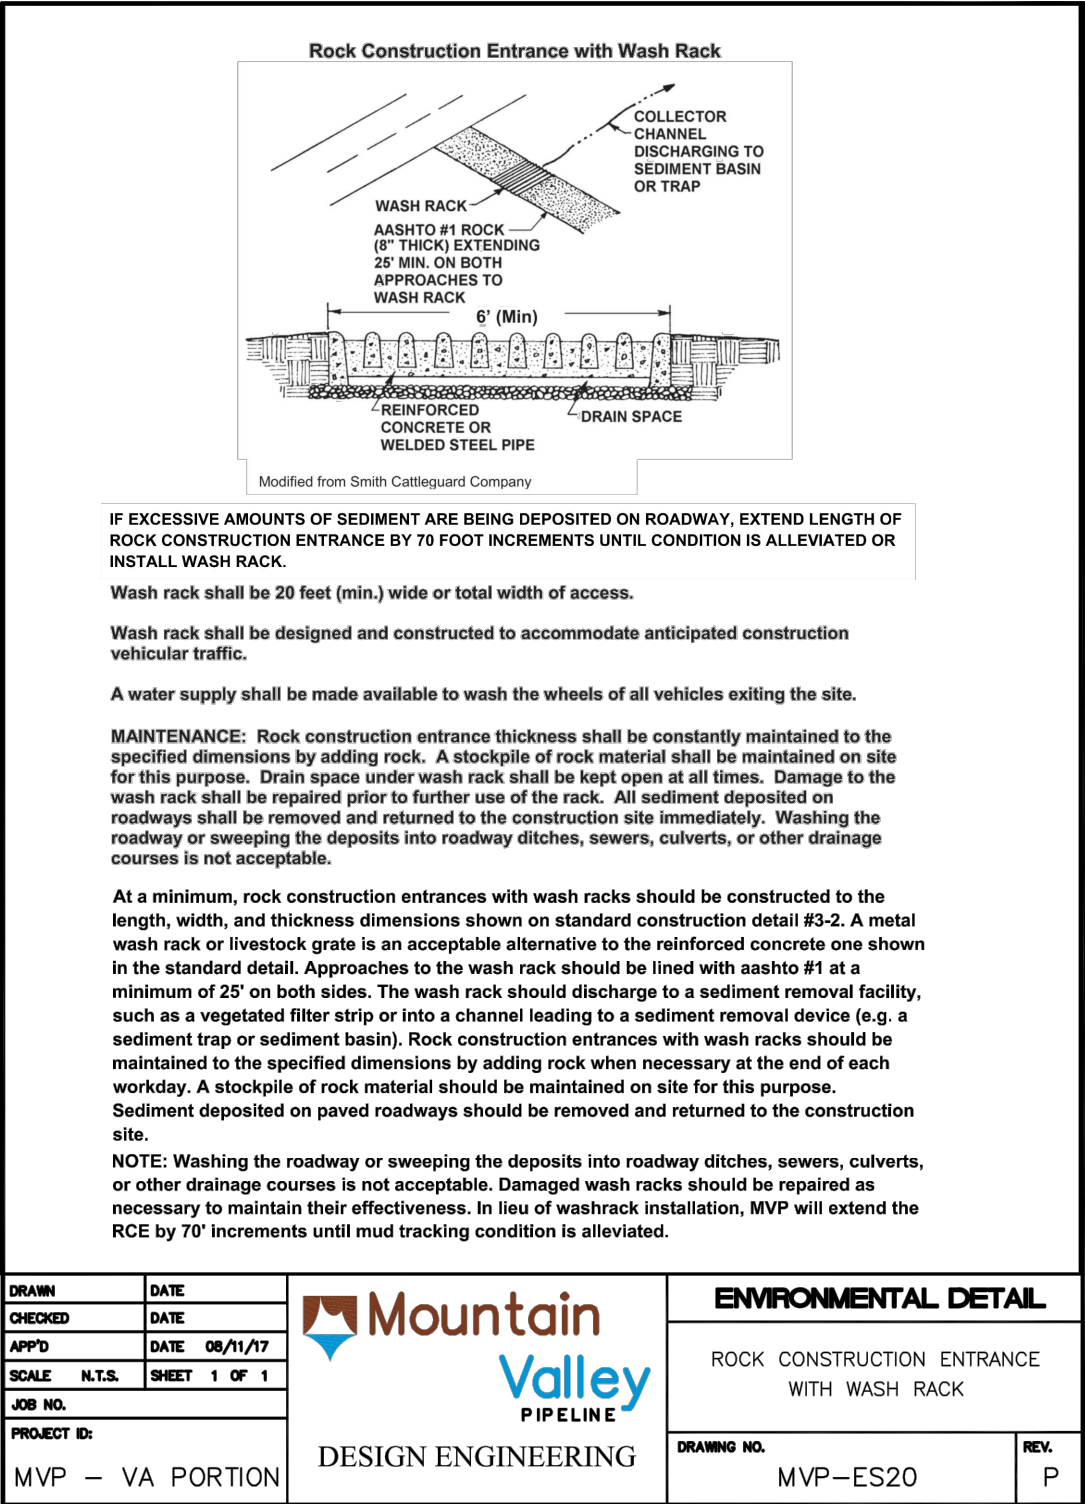 Rock Construction Entrance with Wash Rack
COLLECTOR
CHANNEL
DISCHARGING TO
SEDIMENT BASIN
OR TRAP
WASH RACK
AASHTO #1 ROCK
(8" THICK) EXTENDING
25' MIN. ON BOTH
APPROACHES TO
WASH RACK
6' (Min)
REINFORCED
CONCRETE OR
WELDED STEEL PIPE
DRAIN SPACE
Modified from Smith Cattleguard Company
IF EXCESSIVE AMOUNTS OF SEDIMENT ARE BEING DEPOSITED ON ROADWAY, EXTEND LENGTH OF
ROCK CONSTRUCTION ENTRANCE BY 70 FOOT INCREMENTS UNTIL CONDITION IS ALLEVIATED OR
INSTALL WASH RACK.
Wash rack shall be 20 feet (min.) wide or total width of access.
Wash rack shall be designed and constructed to accommodate anticipated construction
vehicular traffic.
A water supply shall be made available to wash the wheels of all vehicles exiting the site.
MAINTENANCE: Rock construction entrance thickness shall be constantly maintained to the
specified dimensions by adding rock. A stockpile of rock material shall be maintained on site
for this purpose. Drain space under wash rack shall be kept open at all times. Damage to the
wash rack shall be repaired prior to further use of the rack. All sediment deposited on
roadways shall be removed and returned to the construction site immediately. Washing the
roadway or sweeping the deposits into roadway ditches, sewers, culverts, or other drainage
courses is not acceptable.
At a minimum, rock construction entrances with wash racks should be constructed to the
length, width, and thickness dimensions shown on standard construction detail #3-2. A metal
wash rack or livestock grate is an acceptable alternative to the reinforced concrete one shown
in the standard detail. Approaches to the wash rack should be lined with aashto #1 at a
minimum of 25' on both sides. The wash rack should discharge to a sediment removal facility,
such as a vegetated filter strip or into a channel leading to a sediment removal device (e.g. a
sediment trap or sediment basin). Rock construction entrances with wash racks should be
maintained to the specified dimensions by adding rock when necessary at the end of each
workday. A stockpile of rock material should be maintained on site for this purpose.
Sediment deposited on paved roadways should be removed and returned to the construction
site.
NOTE: Washing the roadway or sweeping the deposits into roadway ditches, sewers, culverts,
or other drainage courses is not acceptable. Damaged wash racks should be repaired as
necessary to maintain their effectiveness. In lieu of washrack installation, MVP will extend the
RCE by 70' increments until mud tracking condition is alleviated.
DRAWN DATE
CHECKED DATE
APP'D DATE 08/11/17
SCALE N.T.S. SHEET 1 OF 1
JOB NO.
PROJECT ID:
MVP - VA PORTION
Mountain
Valley
PIPELINE
DESIGN ENGINEERING
ENVIRONMENTAL DETAIL
ROCK CONSTRUCTION ENTRANCE
WITH WASH RACK
DRAWING NO.
MVP-ES20
REV.
P